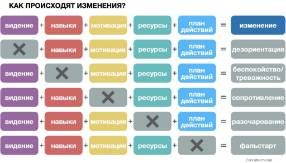 КАК ПРОИСХОДЯТ ИЗМЕНЕНИЯ?
видение + навыки + мотивация + ресурсы + план действий = изменение
+ навыки + мотивация + ресурсы + план действий = дезориентация
видение + + мотивация + ресурсы + план действий = беспокойство/тревожность
видение + навыки + + ресурсы + план действий = сопротивление
видение + навыки + мотивация + + план действий = разочарование
видение + навыки + мотивация + ресурсы + = фальстарт